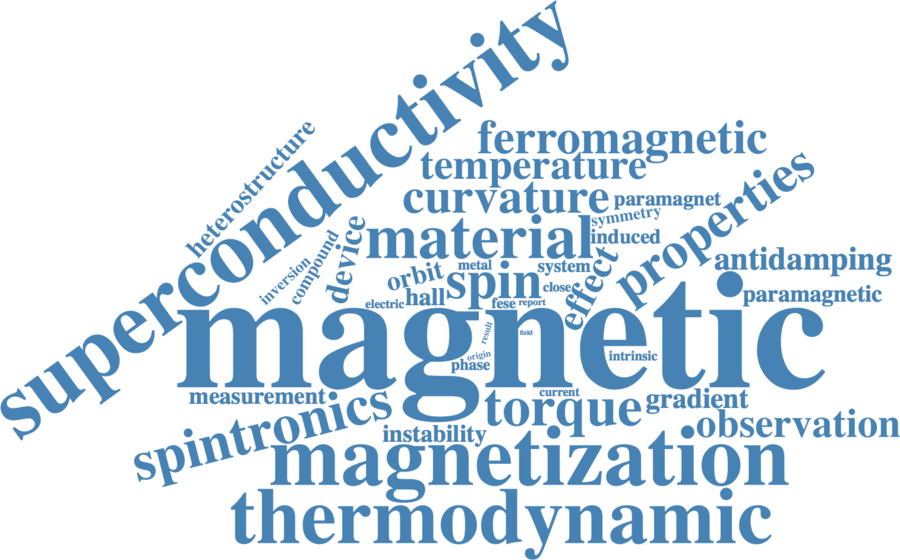 superconductivity
heterostructure
ferromagnetic
temperature
curvature
paramagnet
symmetry
properties
material
induced
inversion
compound
device
orbit
metal
system
spin
close
effect
antidamping
electric
hall
fese
report
paramagnetic
magnetic
result
field
origin
phase
intrinsic
measurement
current
spintronics
torque
gradient
instability
observation
magnetization
thermodynamic